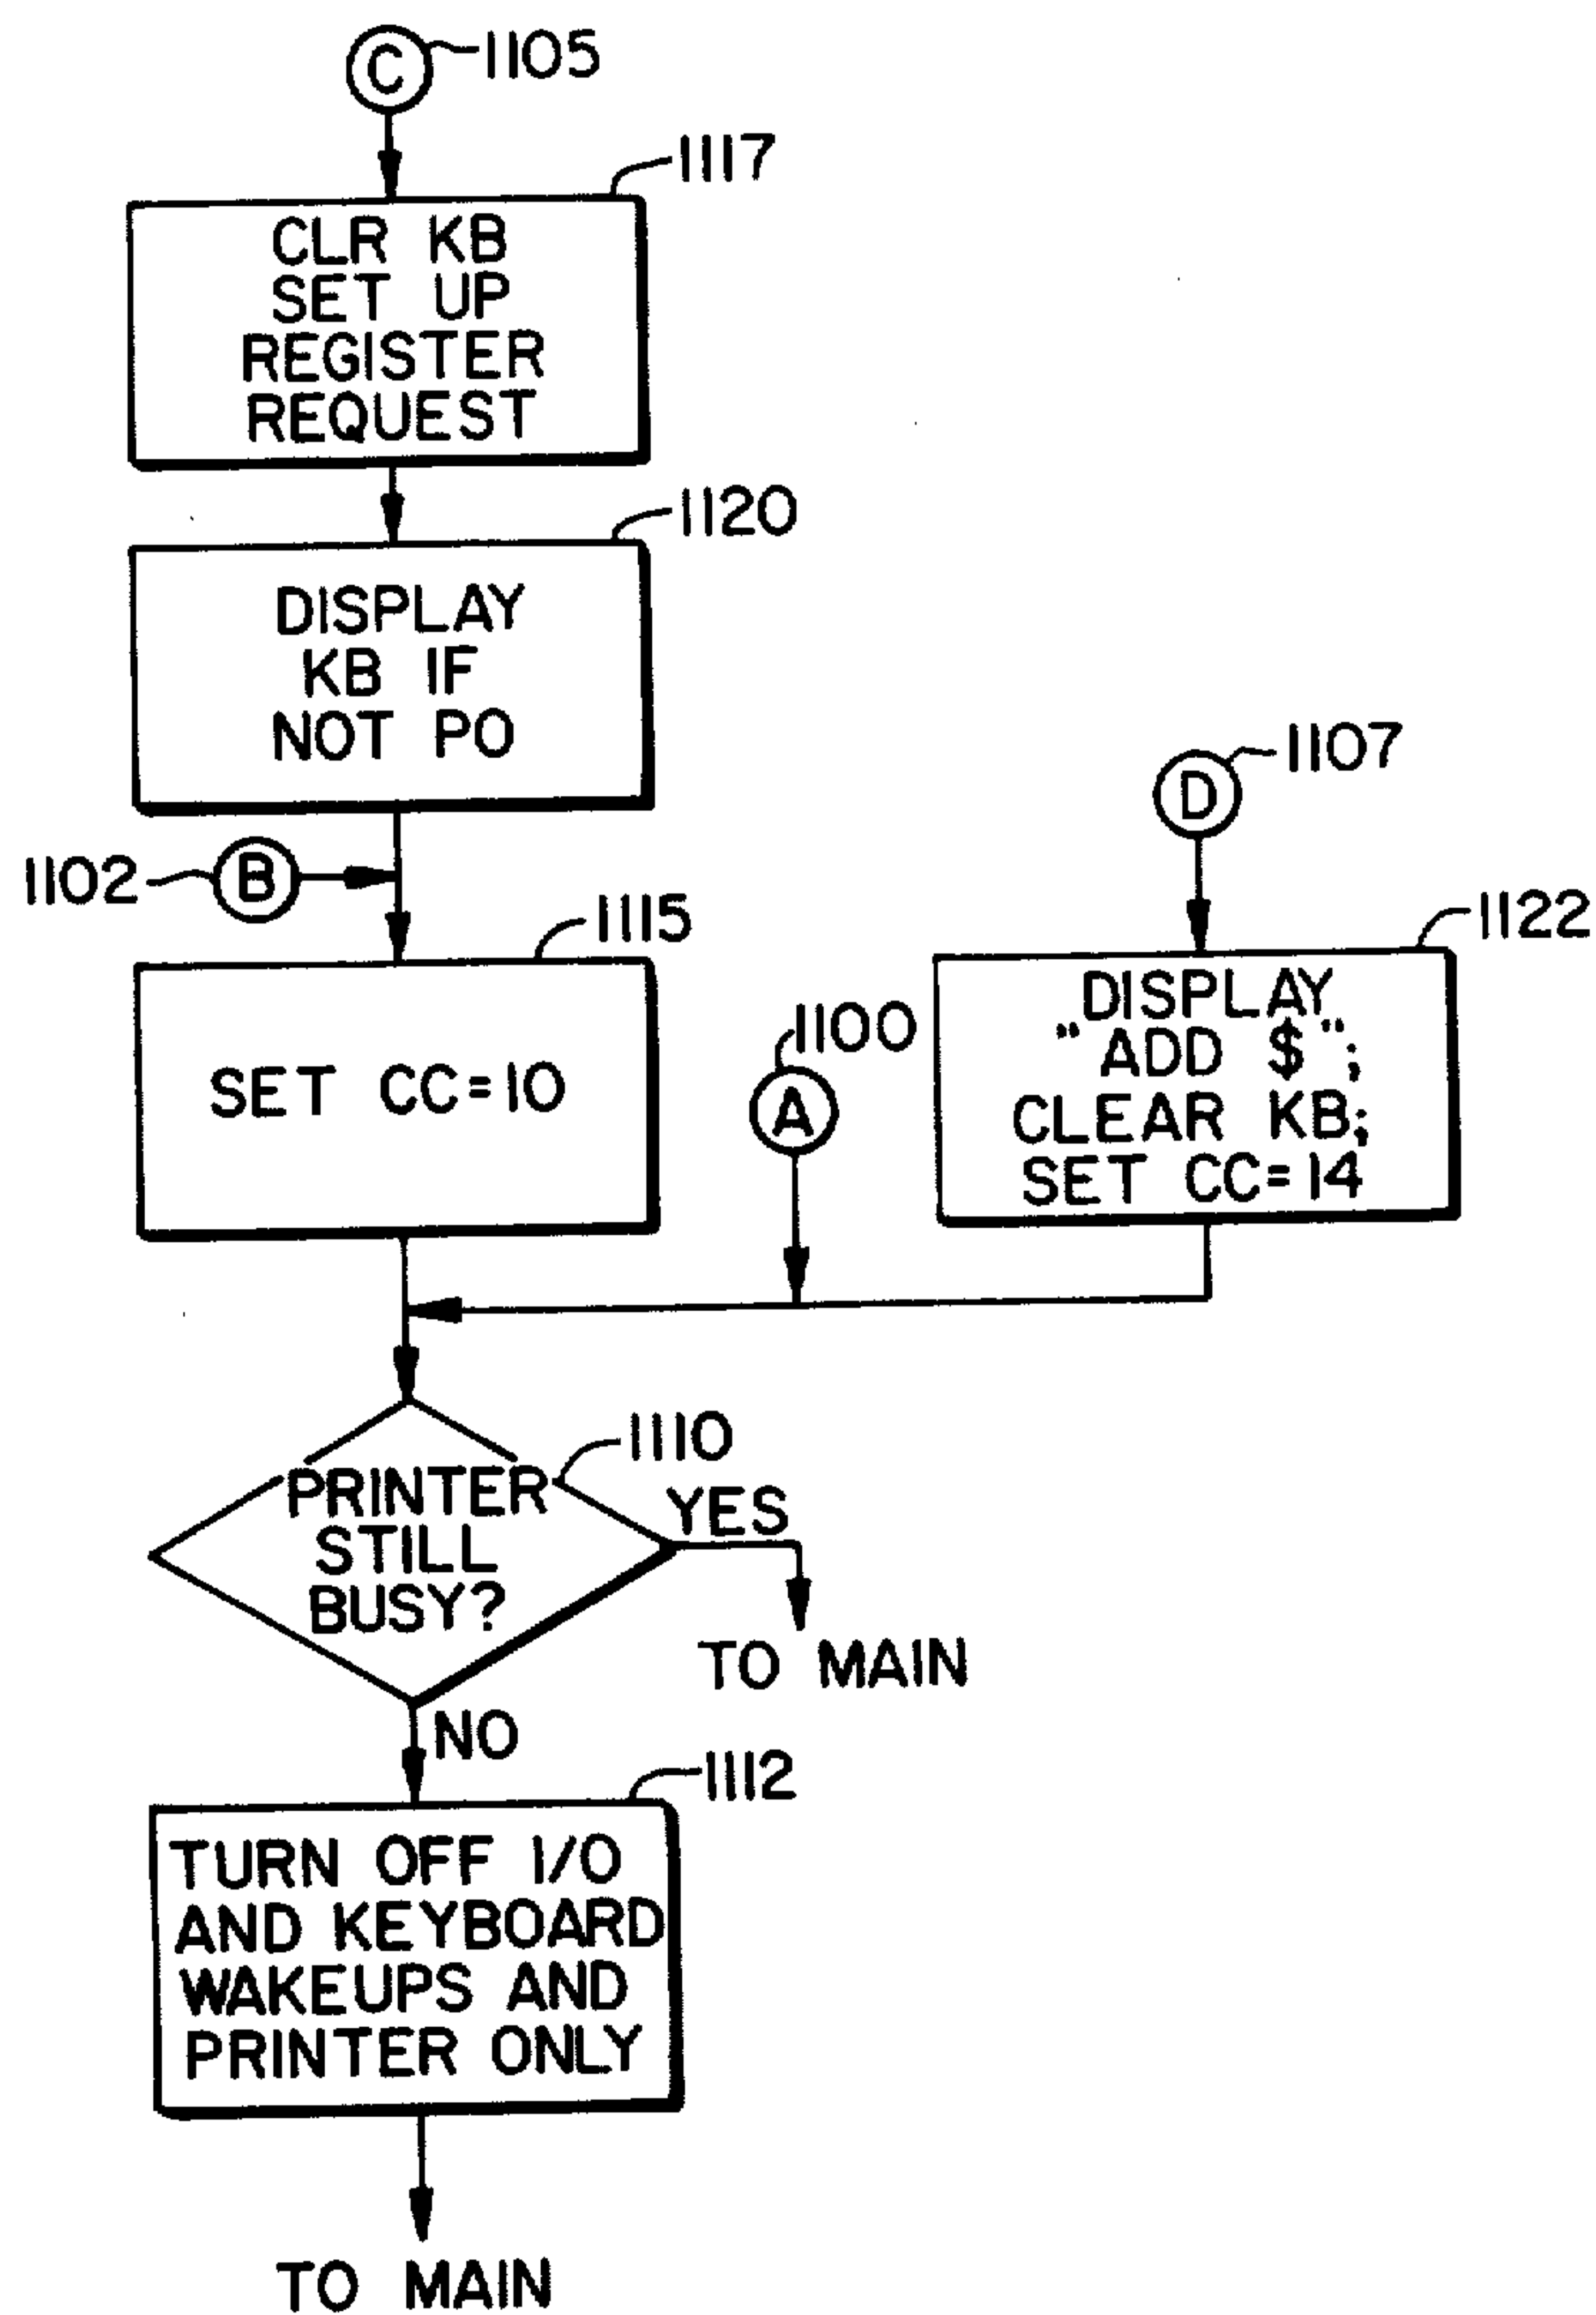 C
1105
1117
CLR KB
SET UP
REGISTER
REQUEST
1120
DISPLAY
KB IF
NOT PO
1102
B
1115
SET CC=10
D
1107
1122
DISPLAY
"ADD $";
CLEAR KB;
SET CC=14
1100
A
1110
PRINTER
STILL
BUSY?
YES
TO MAIN
NO
1112
TURN OFF I/O
AND KEYBOARD
WAKEUPS AND
PRINTER ONLY
TO MAIN